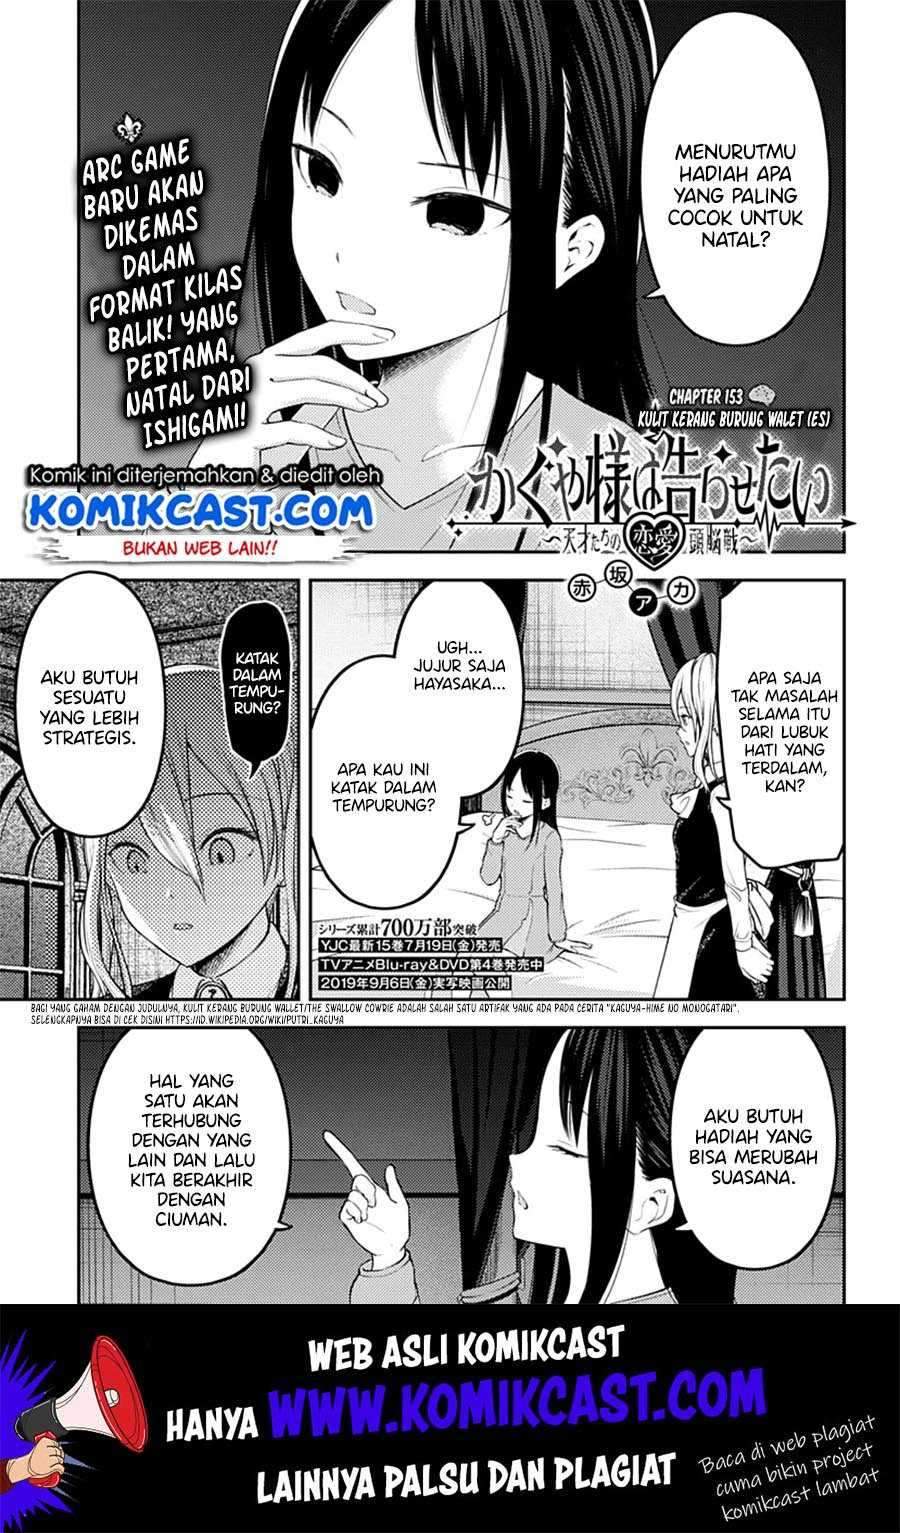 MENURUTMU
HADIAH APA
YANG PALING
COCOK UNTUK
NATAL?
ARC GAME
BARU AKAN
DIKEMAS
DALAM
FORMAT KILAS
BALIK! YANG
PERTAMA,
NATAL DARI
ISHIGAMI!
CHAPTER 153
KULIT KERANG BURUNG WALET (ES)
かぐや様は告らせたい
～天才たちの恋愛頭脳戦～
赤坂アカ
Komik ini diterjemahkan & diedit oleh
KOMIKCAST.COM
BUKAN WEB LAIN!!
APA SAJA
TAK MASALAH
SELAMA ITU
DARI LUBUK
HATI YANG
TERDALAM,
KAN?
UGH...
JUJUR SAJA
HAYASAKA...
APA KAU INI
KATAK DALAM
TEMPURUNG?
KATAK
DALAM
TEMPU-
RUNG?
AKU BUTUH
SESUATU
YANG LEBIH
STRATEGIS.
シリーズ累計700万部突破
YJC最新15巻7月19日(金)発売
TVアニメBlu-ray&DVD第4巻発売中
2019年9月6日(金)実写映画公開
BAGI YANG GAHAM DENGAN JUDULNYA, KULIT KERANG BURUNG WALLET/THE SWALLOW COWRIE ADALAH SALAH SATU ARTIFAK YANG ADA PADA CERITA "KAGUYA-HIME NO MONOGATARI".
SELENGKAPNYA BISA DI CEK DISINI HTTPS://ID.WIKIPEDIA.ORG/WIKI/PUTRI_KAGUYA
AKU BUTUH
HADIAH YANG
BISA MERUBAH
SUASANA.
HAL YANG
SATU AKAN
TERHUBUNG
DENGAN YANG
LAIN DAN LALU
KITA BERAKHIR
DENGAN
CIUMAN.
WEB ASLI KOMIKCAST
HANYA WWW.KOMIKCAST.COM
LAINNYA PALSU DAN PLAGIAT
Baca di web plagiat
cuma bikin project
komikcast lambat